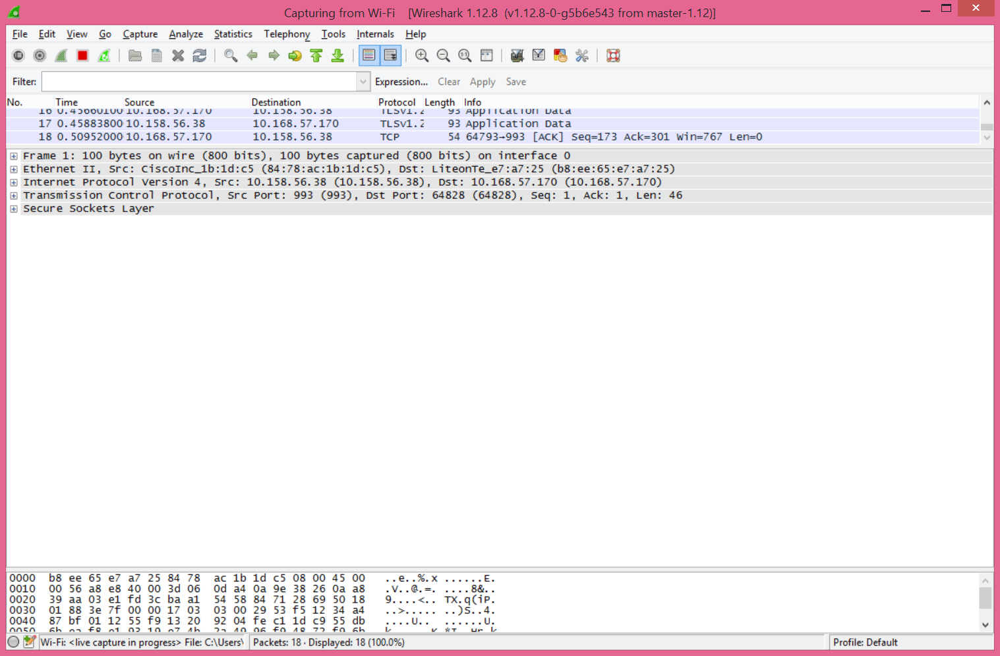 Capturing from Wi-Fi [Wireshark 1.12.8 (v1.12.8-0-g5b6e543 from master-1.12)]
File Edit View Go Capture Analyze Statistics Telephony Tools Internals Help
Filter: Expression... Clear Apply Save
No. Time Source Destination Protocol Length Info
16 0.45660100 10.168.57.170 10.158.56.38 TLSv1.2 93 Application Data
17 0.45883800 10.158.56.38 10.168.57.170 TLSv1.2 93 Application Data
18 0.50952000 10.168.57.170 10.158.56.38 TCP 54 64793→993 [ACK] Seq=173 Ack=301 Win=767 Len=0
Frame 1: 100 bytes on wire (800 bits), 100 bytes captured (800 bits) on interface 0
Ethernet II, Src: CiscoInc_1b:1d:c5 (84:78:ac:1b:1d:c5), Dst: LiteonTe_e7:a7:25 (b8:ee:65:e7:a7:25)
Internet Protocol Version 4, Src: 10.158.56.38 (10.158.56.38), Dst: 10.168.57.170 (10.168.57.170)
Transmission Control Protocol, Src Port: 993 (993), Dst Port: 64828 (64828), Seq: 1, Ack: 1, Len: 46
Secure Sockets Layer
0000 b8 ee 65 e7 a7 25 84 78 ac 1b 1d c5 08 00 45 00 ..e..%.x ......E.
0010 00 56 a8 e8 40 00 3d 06 0d a4 0a 9e 38 26 0a a8 .V..@.=. ....8&..
0020 39 aa 03 e1 fd 3c ba a1 54 58 84 71 28 69 50 18 9....<.. TX.q(iP.
0030 01 88 3e 7f 00 00 17 03 03 00 29 53 f5 12 34 a4 ..>..... ..)S..4.
0040 87 bf 01 12 55 f9 13 20 92 04 fe c1 1d c9 55 db ....U.. ......U.
0050
Wi-Fi: <live capture in progress> File: C:\Users\ Packets: 18 · Displayed: 18 (100.0%) Profile: Default